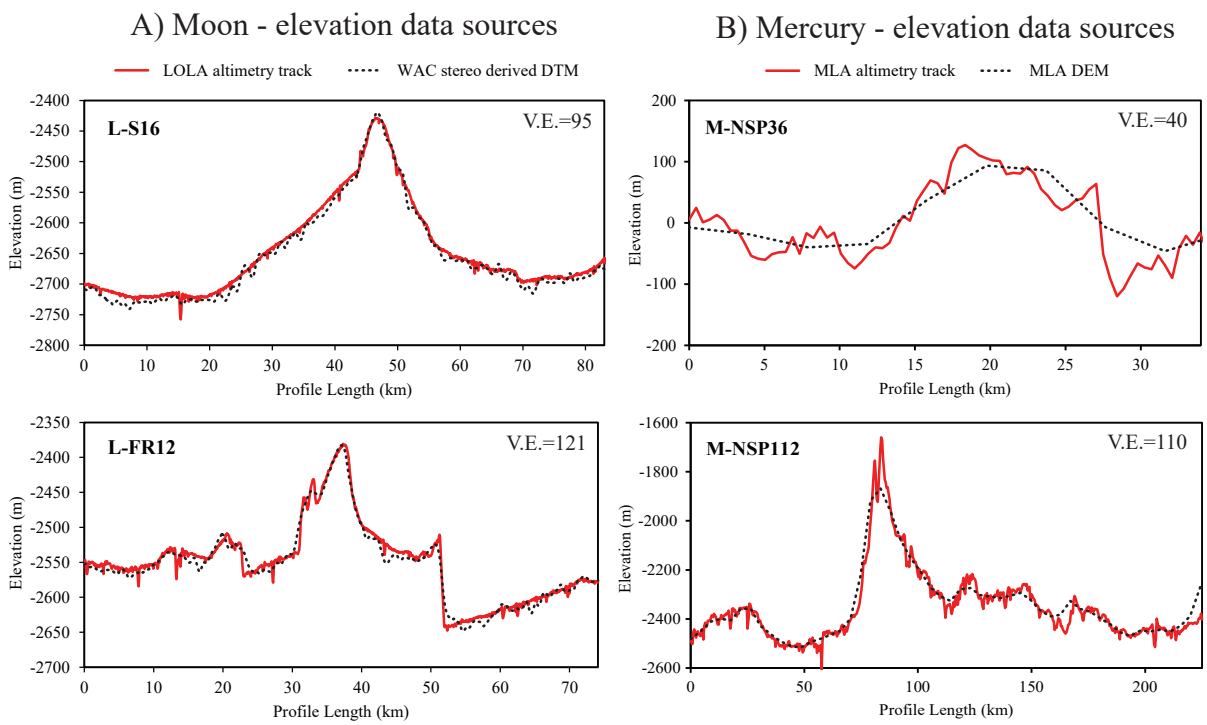 A) Moon - elevation data sources
LOLA altimetry track WAC stereo derived DTM
L-S16
V.E.=95
Elevation (m)
-2400
-2450
-2500
-2550
-2600
-2650
-2700
-2750
-2800
0 10 20 30 40 50 60 70 80
Profile Length (km)
L-FR12
V.E.=121
Elevation (m)
-2350
-2400
-2450
-2500
-2550
-2600
-2650
-2700
0 10 20 30 40 50 60 70
Profile Length (km)
B) Mercury - elevation data sources
MLA altimetry track MLA DEM
M-NSP36
V.E.=40
Elevation (m)
200
100
0
-100
-200
0 5 10 15 20 25 30
Profile Length (km)
M-NSP112
V.E.=110
Elevation (m)
-1600
-1800
-2000
-2200
-2400
-2600
0 50 100 150 200
Profile Length (km)